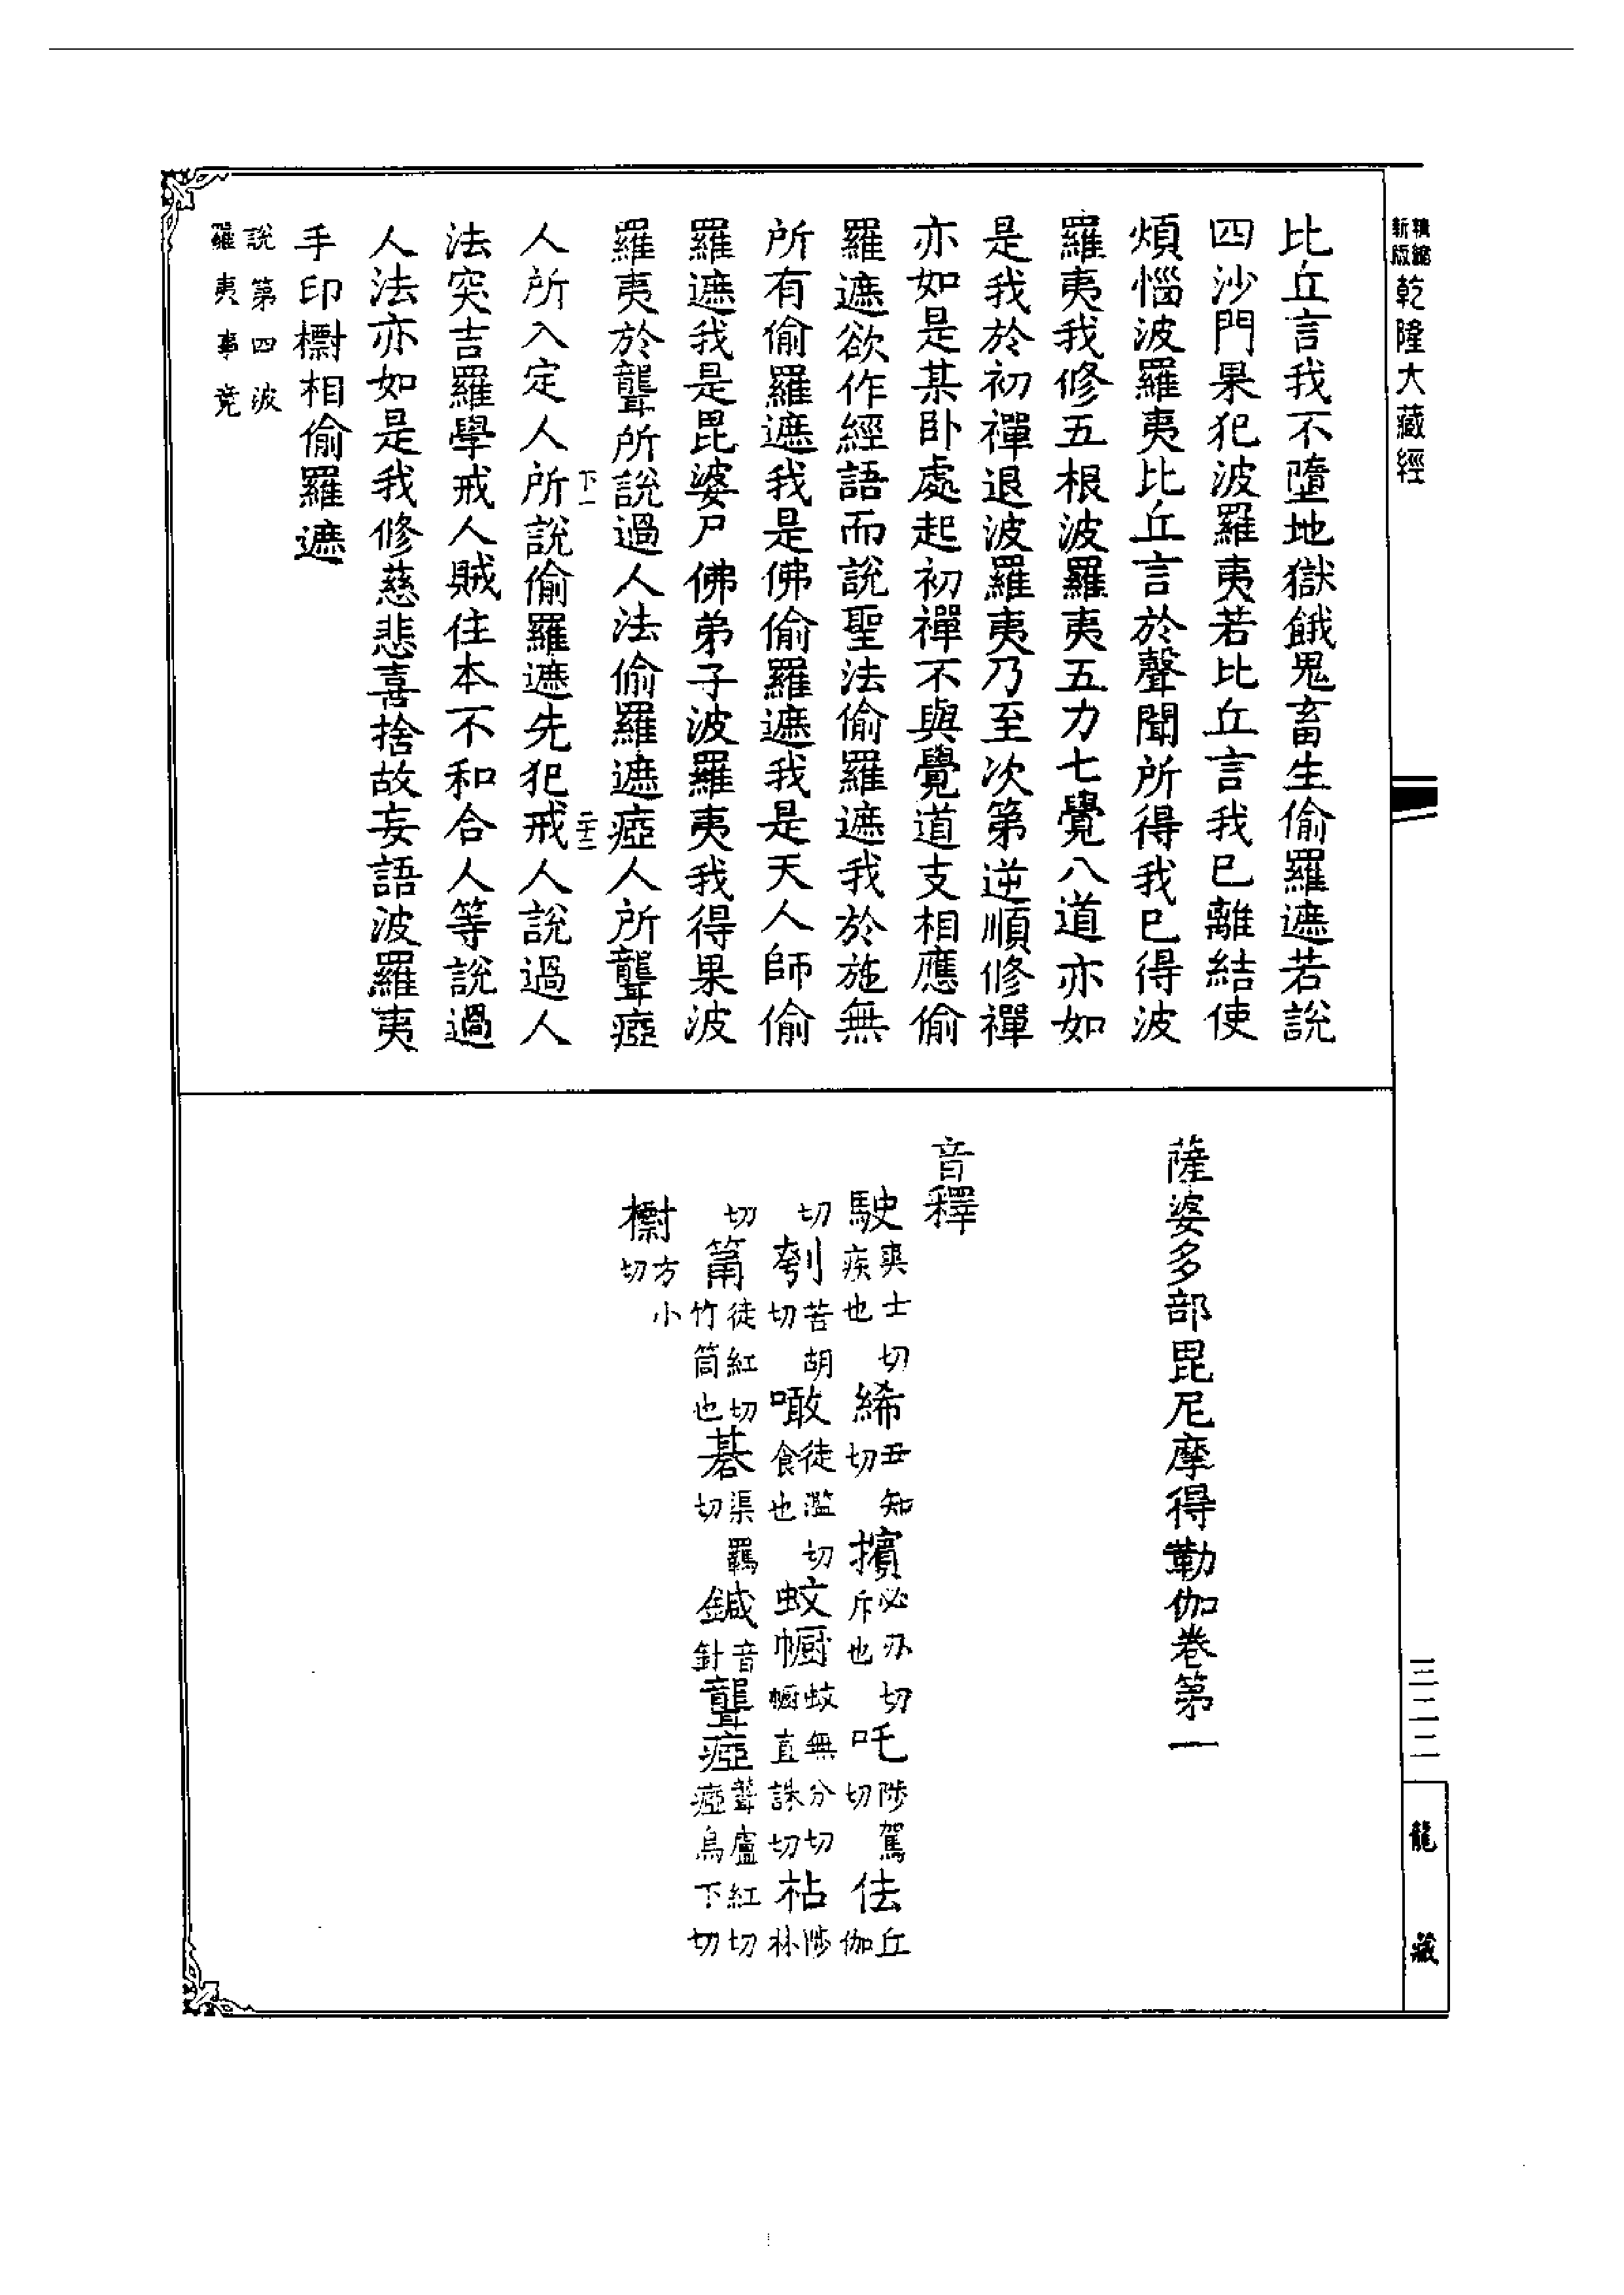 新版
乾隆大藏經
三二二
龍藏
比丘言我不墮地獄餓鬼畜生偷羅遮若說
四沙門果犯波羅夷若比丘言我已離結使
煩惱波羅夷比丘言於聲聞所得我已得波
羅夷我修五根波羅夷五力七覺八道亦如
是我於初禪退波羅夷乃至次第逆順修禪
亦如是某卧處起初禪不與覺道支相應偷
羅遮欲作經語而說聖法偷羅遮我於施無
所有偷羅遮我是佛偷羅遮我是天人師偷
羅遮我是毘婆尸佛弟子波羅夷我得果波
羅夷於聾所說過人法偷羅遮瘂人所聾瘂
下一
二十三
人所入定人所說偷羅遮先犯戒人說過人
法突吉羅學戒人賊住本不和合人等說過
人法亦如是我修慈悲喜捨故妄語波羅夷
手印檦相偷羅遮
說第四波
羅夷事竟
薩婆多部毘尼摩得勒伽卷第一
音釋
駛爽士切疾也絺丑知切擯必刃切斥也吒陟駕切佉丘伽
切刳苦胡切噉徒濫切食也蚊幮蚊無分切幮直誅切枮陟林
切筩徒紅切竹筒也碁渠羈切鍼音針聾瘂聾盧紅切瘂烏下切
檦方小切